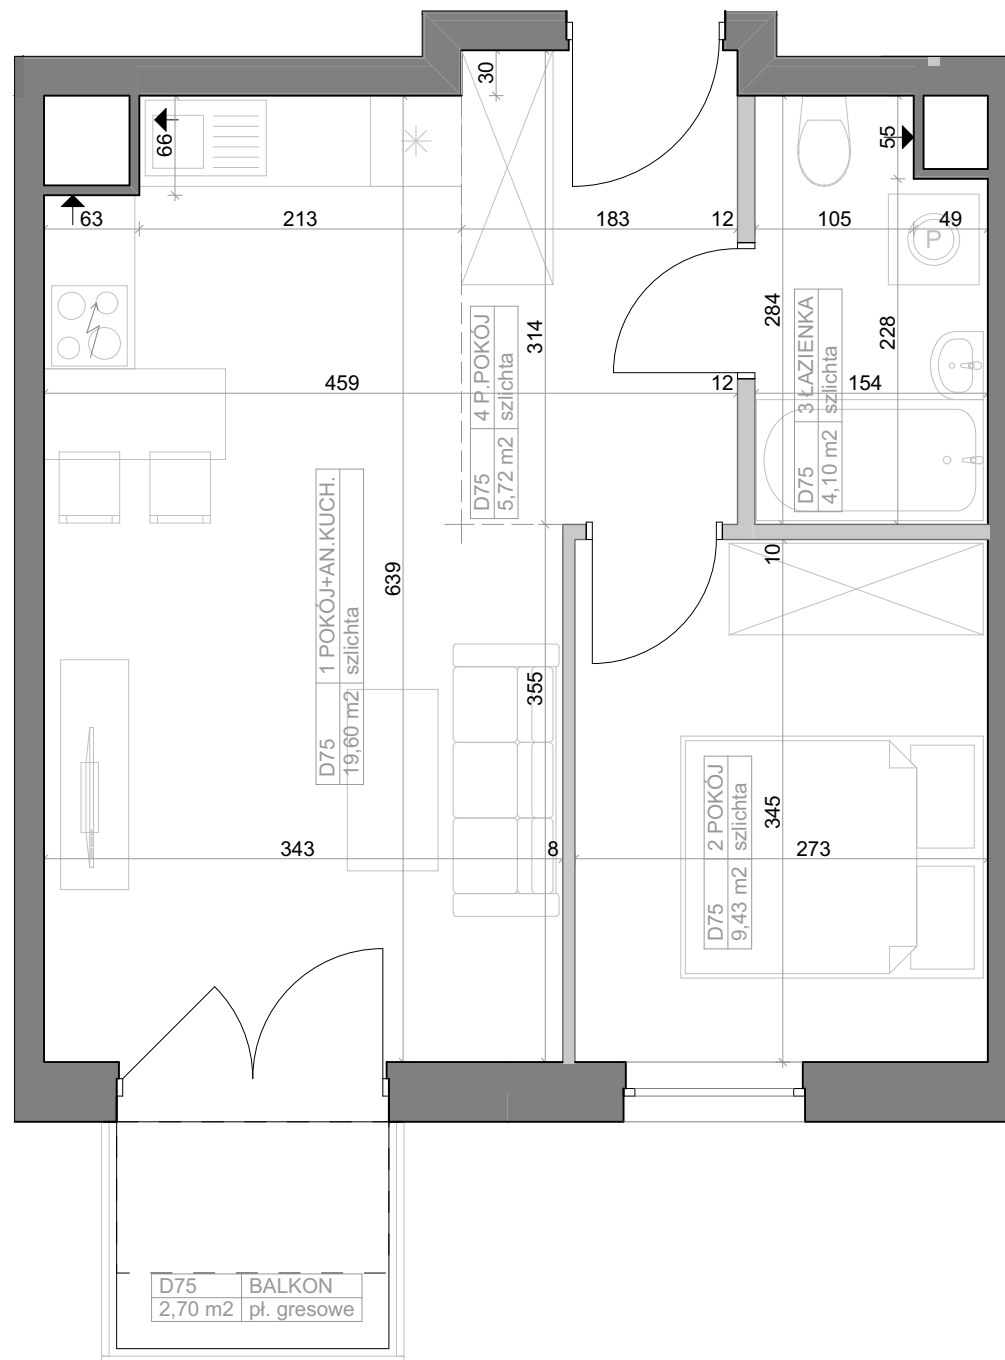 30
66
55
63
213
183
12
105
49
P
284
228
314
459
12
154
D75 4 P.POKÓJ
5,72 m2 szlichta
D75 3 ŁAZIENKA
4,10 m2 szlichta
D75 1 POKÓJ+AN.KUCH.
19,60 m2 szlichta
639
10
355
D75 2 POKÓJ
9,43 m2 szlichta
345
343
8
273
D75 BALKON
2,70 m2 pł. gresowe